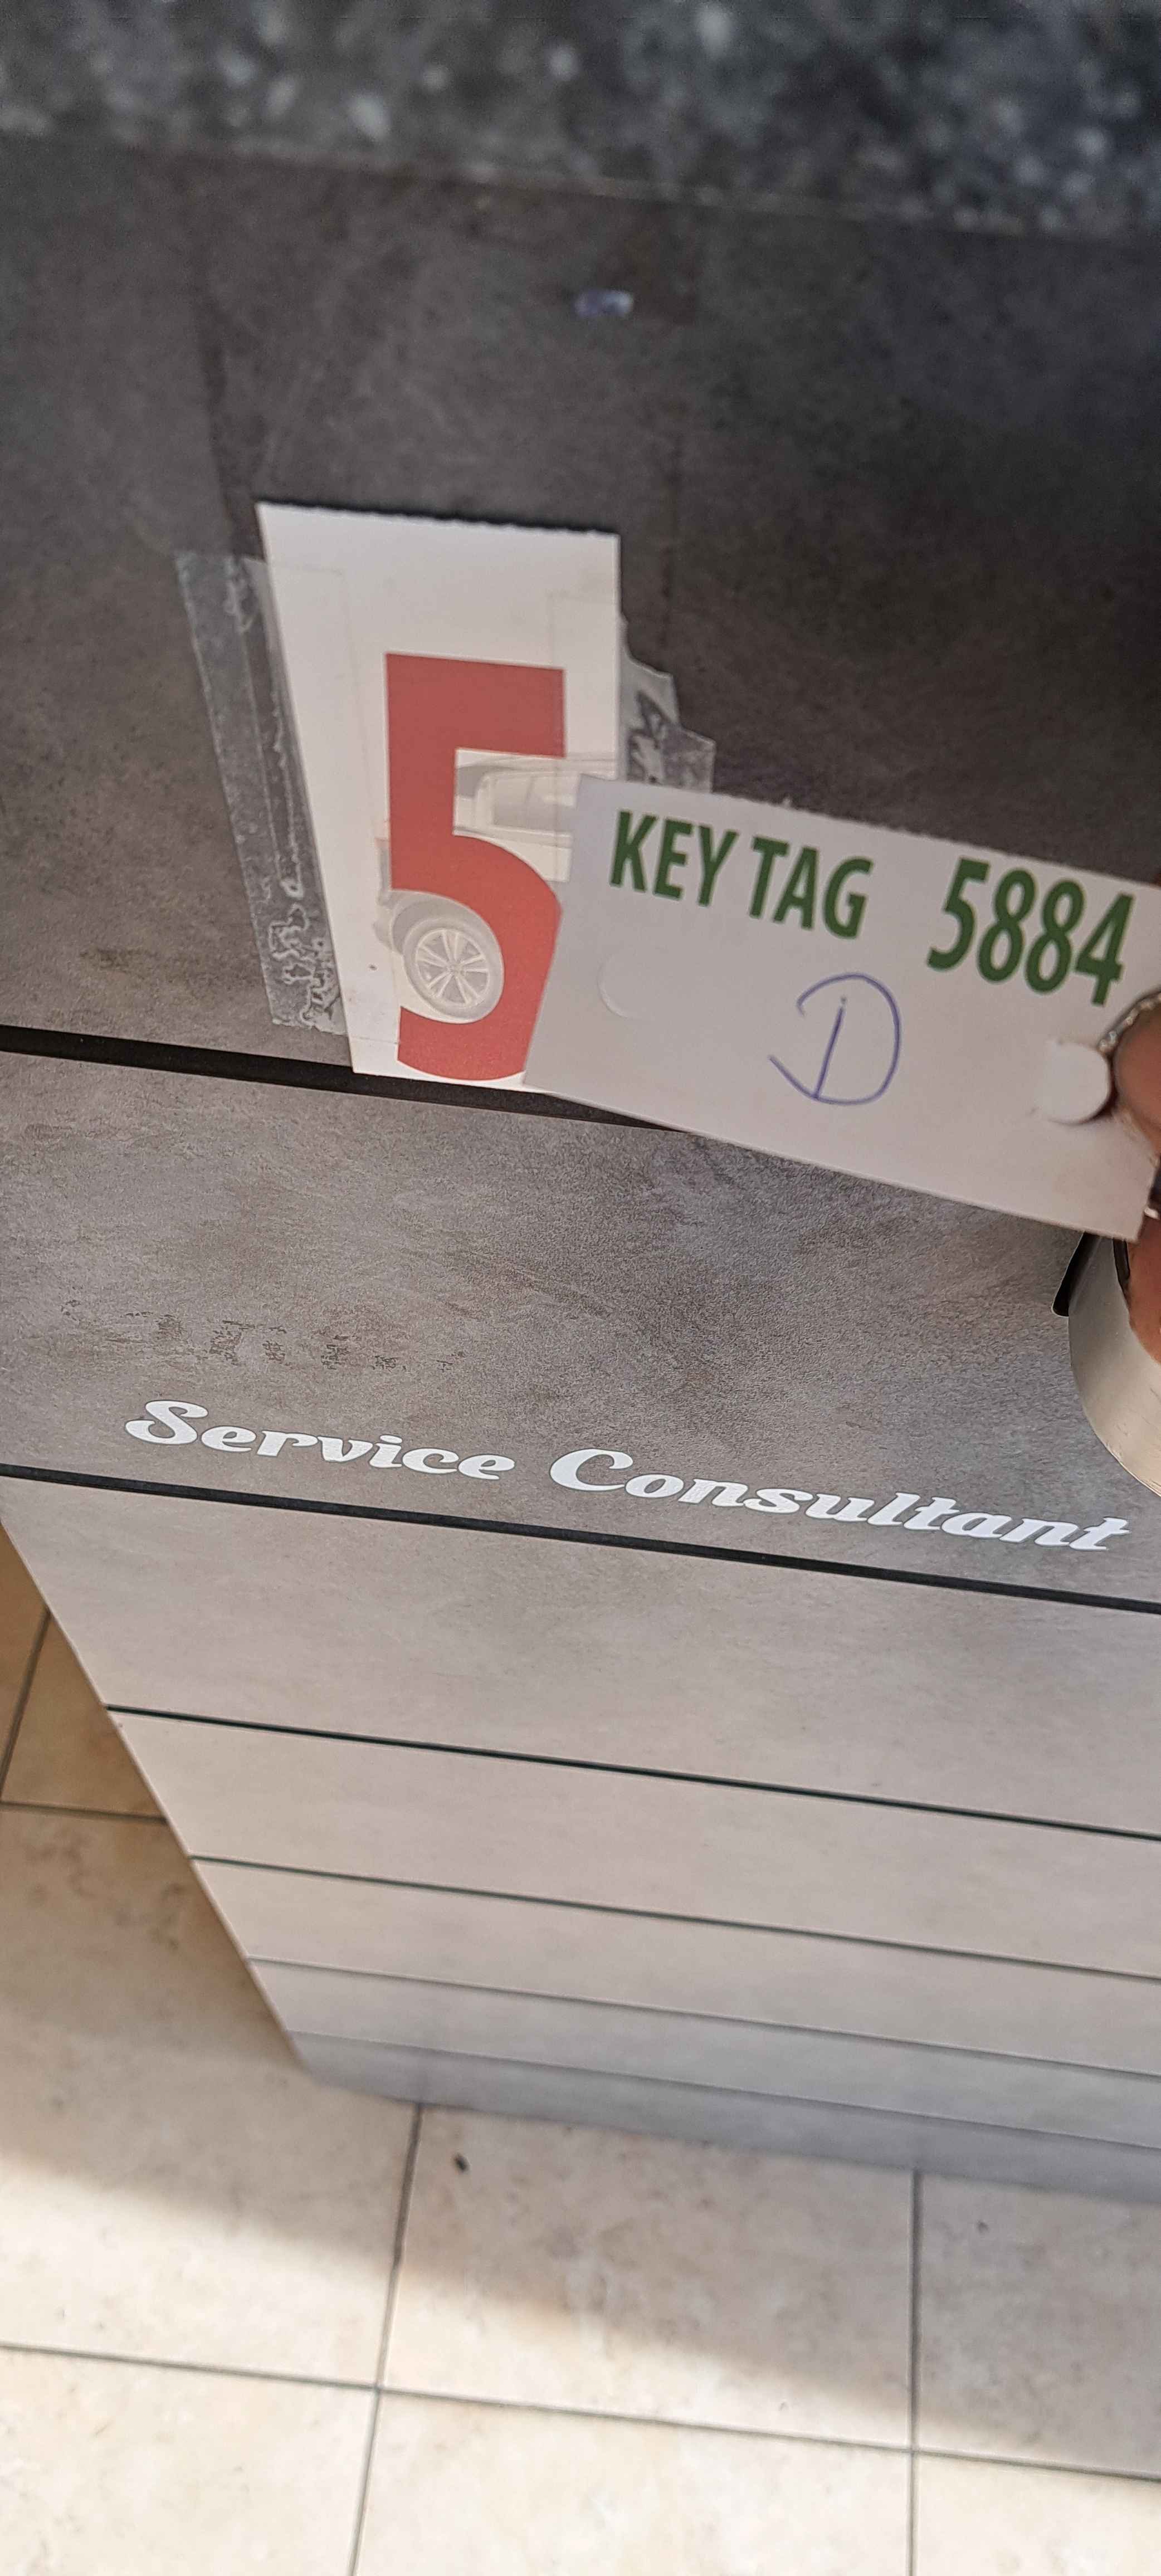 5
KEY TAG 5884
D
Service Consultant